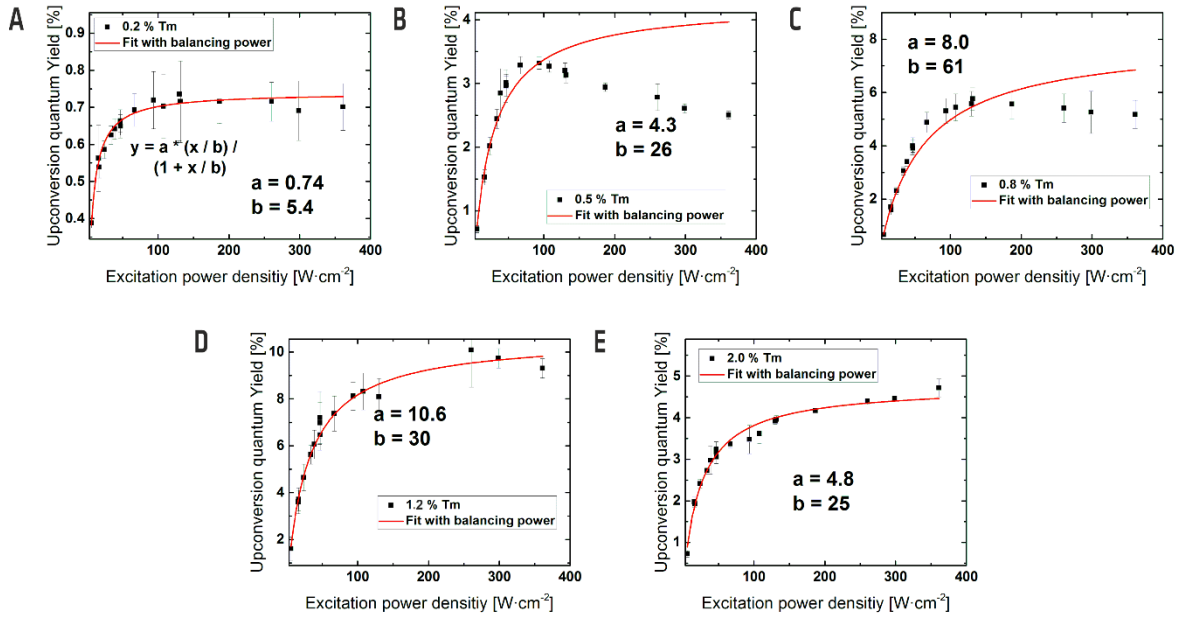 A
Upconversion quantum Yield [%]
0.9
0.8
0.7
0.6
0.5
0.4
0.2 % Tm
Fit with balancing power
y = a * (x / b) /
(1 + x / b)
a = 0.74
b = 5.4
0 100 200 300 400
Excitation power densitiy [W·cm⁻²]
B
Upconversion quantum Yield [%]
4
3
2
1
a = 4.3
b = 26
0.5 % Tm
Fit with balancing power
0 100 200 300 400
Excitation power densitiy [W·cm⁻²]
C
Upconversion quantum Yield [%]
8
6
4
2
a = 8.0
b = 61
0.8 % Tm
Fit with balancing power
0 100 200 300 400
Excitation power densitiy [W·cm⁻²]
D
Upconversion quantum Yield [%]
10
8
6
4
2
a = 10.6
b = 30
1.2 % Tm
Fit with balancing power
0 100 200 300 400
Excitation power densitiy [W·cm⁻²]
E
Upconversion quantum Yield [%]
5
4
3
2
1
2.0 % Tm
Fit with balancing power
a = 4.8
b = 25
0 100 200 300 400
Excitation power densitiy [W·cm⁻²]